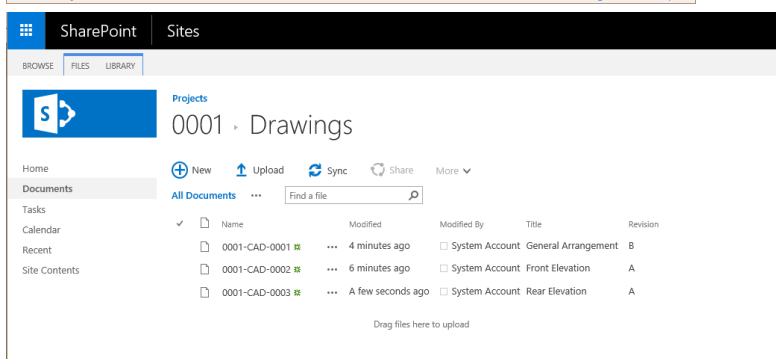 SharePoint Sites
BROWSE FILES LIBRARY
S
Projects
0001 Drawings
New Upload Sync Share More
All Documents ... Find a file
Home
Documents
Tasks
Calendar
Recent
Site Contents
Name Modified Modified By Title Revision
0001-CAD-0001 ... 4 minutes ago System Account General Arrangement B
0001-CAD-0002 ... 6 minutes ago System Account Front Elevation A
0001-CAD-0003 ... A few seconds ago System Account Rear Elevation A
Drag files here to upload